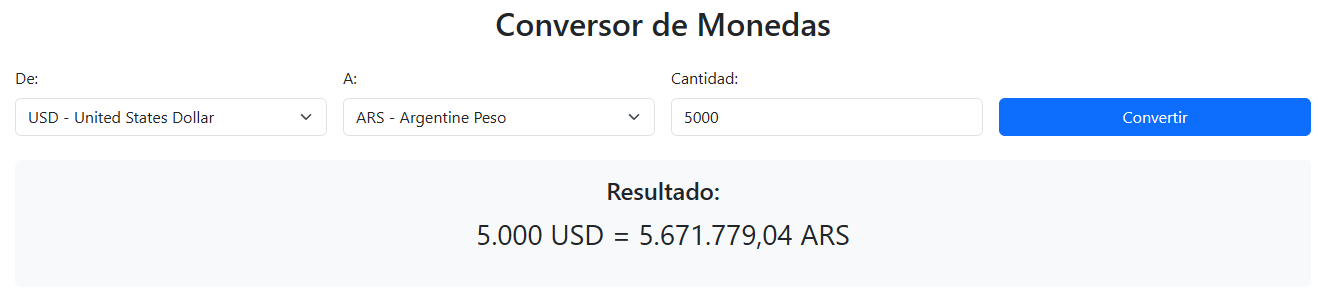 Conversor de Monedas
De:
A:
Cantidad:
USD - United States Dollar
ARS - Argentine Peso
5000
Convertir
Resultado:
5.000 USD = 5.671.779,04 ARS